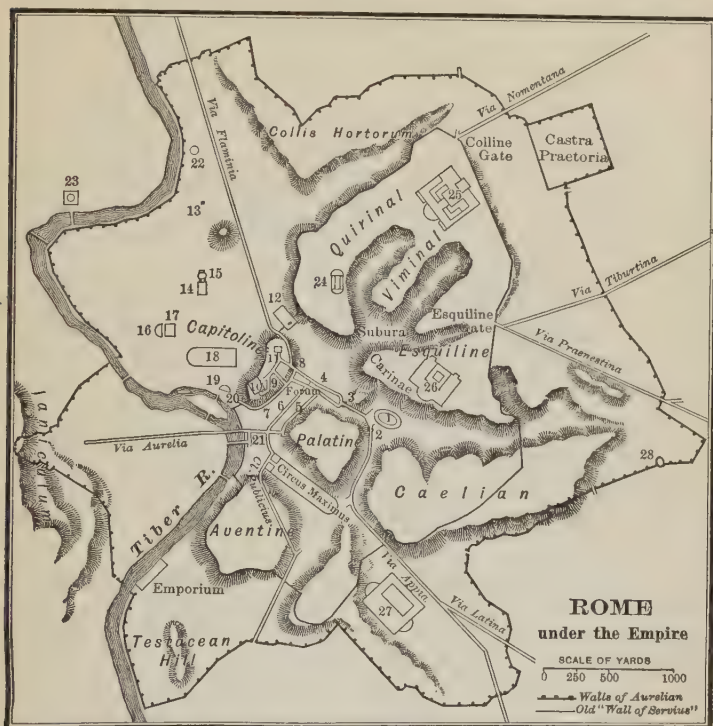 Via Nomentana
Collis Hortorum
Colline
Gate
Castra
Praetoria
Via Flaminia
22
23
13
Quirinal
25
Viminal
15
14
24
Via Tiburtina
12
Esquiline
Gate
17
16
Capitoline
Subura
Esquiline
Via Praenestina
18
11
8
Carinae
26
19
10
9
Forum
4
3
20
7
6
5
1
2
Janiculum
Via Aurelia
21
Palatine
28
Tiber R.
Cl. Publicius
Circus Maximus
Caelian
Aventine
Via Appia
Via Latina
Emporium
27
Testacean
Hill
ROME
under the Empire
SCALE OF YARDS
0 250 500 1000
Walls of Aurelian
Old "Wall of Servius"